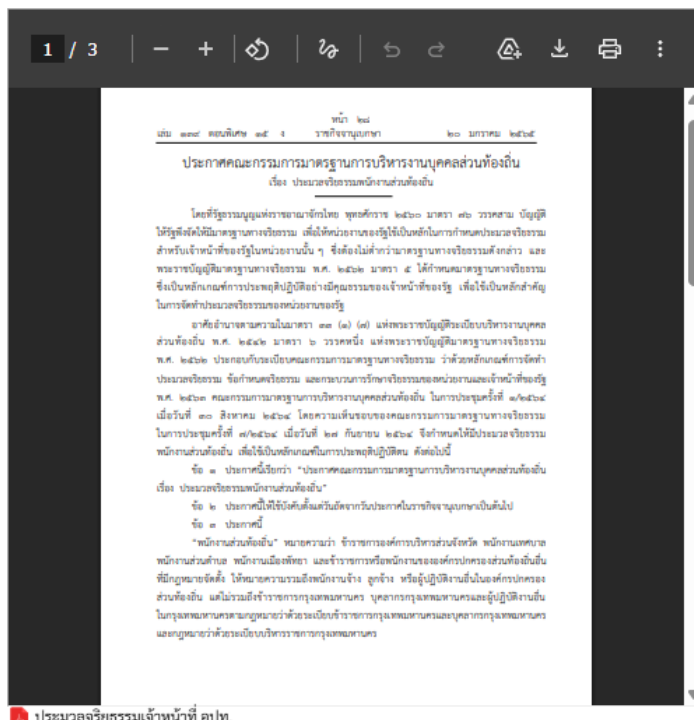 1 / 3
หน้า ๒๘
เล่ม ๑๓๙ ตอนพิเศษ ๑๕ ง ราชกิจจานุเบกษา ๒๐ มกราคม ๒๕๖๕
ประกาศคณะกรรมการมาตรฐานการบริหารงานบุคคลส่วนท้องถิ่น
เรื่อง ประมวลจริยธรรมพนักงานส่วนท้องถิ่น
โดยที่รัฐธรรมนูญแห่งราชอาณาจักรไทย พุทธศักราช ๒๕๖๐ มาตรา ๗๖ วรรคสาม บัญญัติ
ให้รัฐพึงจัดให้มีมาตรฐานทางจริยธรรม เพื่อให้หน่วยงานของรัฐใช้เป็นหลักในการกำหนดประมวลจริยธรรม
สำหรับเจ้าหน้าที่ของรัฐในหน่วยงานนั้น ๆ ซึ่งต้องไม่ต่ำกว่ามาตรฐานทางจริยธรรมดังกล่าว และ
พระราชบัญญัติมาตรฐานทางจริยธรรม พ.ศ. ๒๕๖๒ มาตรา ๕ ได้กำหนดมาตรฐานทางจริยธรรม
ซึ่งเป็นหลักเกณฑ์การประพฤติปฏิบัติอย่างมีคุณธรรมของเจ้าหน้าที่ของรัฐ เพื่อใช้เป็นหลักสำคัญ
ในการจัดทำประมวลจริยธรรมของหน่วยงานของรัฐ
อาศัยอำนาจตามความในมาตรา ๓๓ (๑) (๗) แห่งพระราชบัญญัติระเบียบบริหารงานบุคคล
ส่วนท้องถิ่น พ.ศ. ๒๕๔๒ มาตรา ๖ วรรคหนึ่ง แห่งพระราชบัญญัติมาตรฐานทางจริยธรรม
พ.ศ. ๒๕๖๒ ประกอบกับระเบียบคณะกรรมการมาตรฐานทางจริยธรรม ว่าด้วยหลักเกณฑ์การจัดทำ
ประมวลจริยธรรม ข้อกำหนดจริยธรรม และกระบวนการรักษาจริยธรรมของหน่วยงานและเจ้าหน้าที่ของรัฐ
พ.ศ. ๒๕๖๓ คณะกรรมการมาตรฐานการบริหารงานบุคคลส่วนท้องถิ่น ในการประชุมครั้งที่ ๑/๒๕๖๔
เมื่อวันที่ ๓๐ สิงหาคม ๒๕๖๔ โดยความเห็นชอบของคณะกรรมการมาตรฐานทางจริยธรรม
ในการประชุมครั้งที่ ๗/๒๕๖๔ เมื่อวันที่ ๒๗ กันยายน ๒๕๖๔ จึงกำหนดให้มีประมวลจริยธรรม
พนักงานส่วนท้องถิ่น เพื่อใช้เป็นหลักเกณฑ์ในการประพฤติปฏิบัติตน ดังต่อไปนี้
ข้อ ๑ ประกาศนี้เรียกว่า “ประกาศคณะกรรมการมาตรฐานการบริหารงานบุคคลส่วนท้องถิ่น
เรื่อง ประมวลจริยธรรมพนักงานส่วนท้องถิ่น”
ข้อ ๒ ประกาศนี้ให้ใช้บังคับตั้งแต่วันถัดจากวันประกาศในราชกิจจานุเบกษาเป็นต้นไป
ข้อ ๓ ประกาศนี้
“พนักงานส่วนท้องถิ่น” หมายความว่า ข้าราชการองค์การบริหารส่วนจังหวัด พนักงานเทศบาล
พนักงานส่วนตำบล พนักงานเมืองพัทยา และข้าราชการหรือพนักงานขององค์กรปกครองส่วนท้องถิ่นอื่น
ที่มีกฎหมายจัดตั้ง ให้หมายความรวมถึงพนักงานจ้าง ลูกจ้าง หรือผู้ปฏิบัติงานอื่นในองค์กรปกครอง
ส่วนท้องถิ่น แต่ไม่รวมถึงข้าราชการกรุงเทพมหานคร บุคลากรกรุงเทพมหานครและผู้ปฏิบัติงานอื่น
ในกรุงเทพมหานครตามกฎหมายว่าด้วยระเบียบข้าราชการกรุงเทพมหานครและบุคลากรกรุงเทพมหานคร
และกฎหมายว่าด้วยระเบียบบริหารราชการกรุงเทพมหานคร
ประมวลจริยธรรมเจ้าหน้าที่ อปท